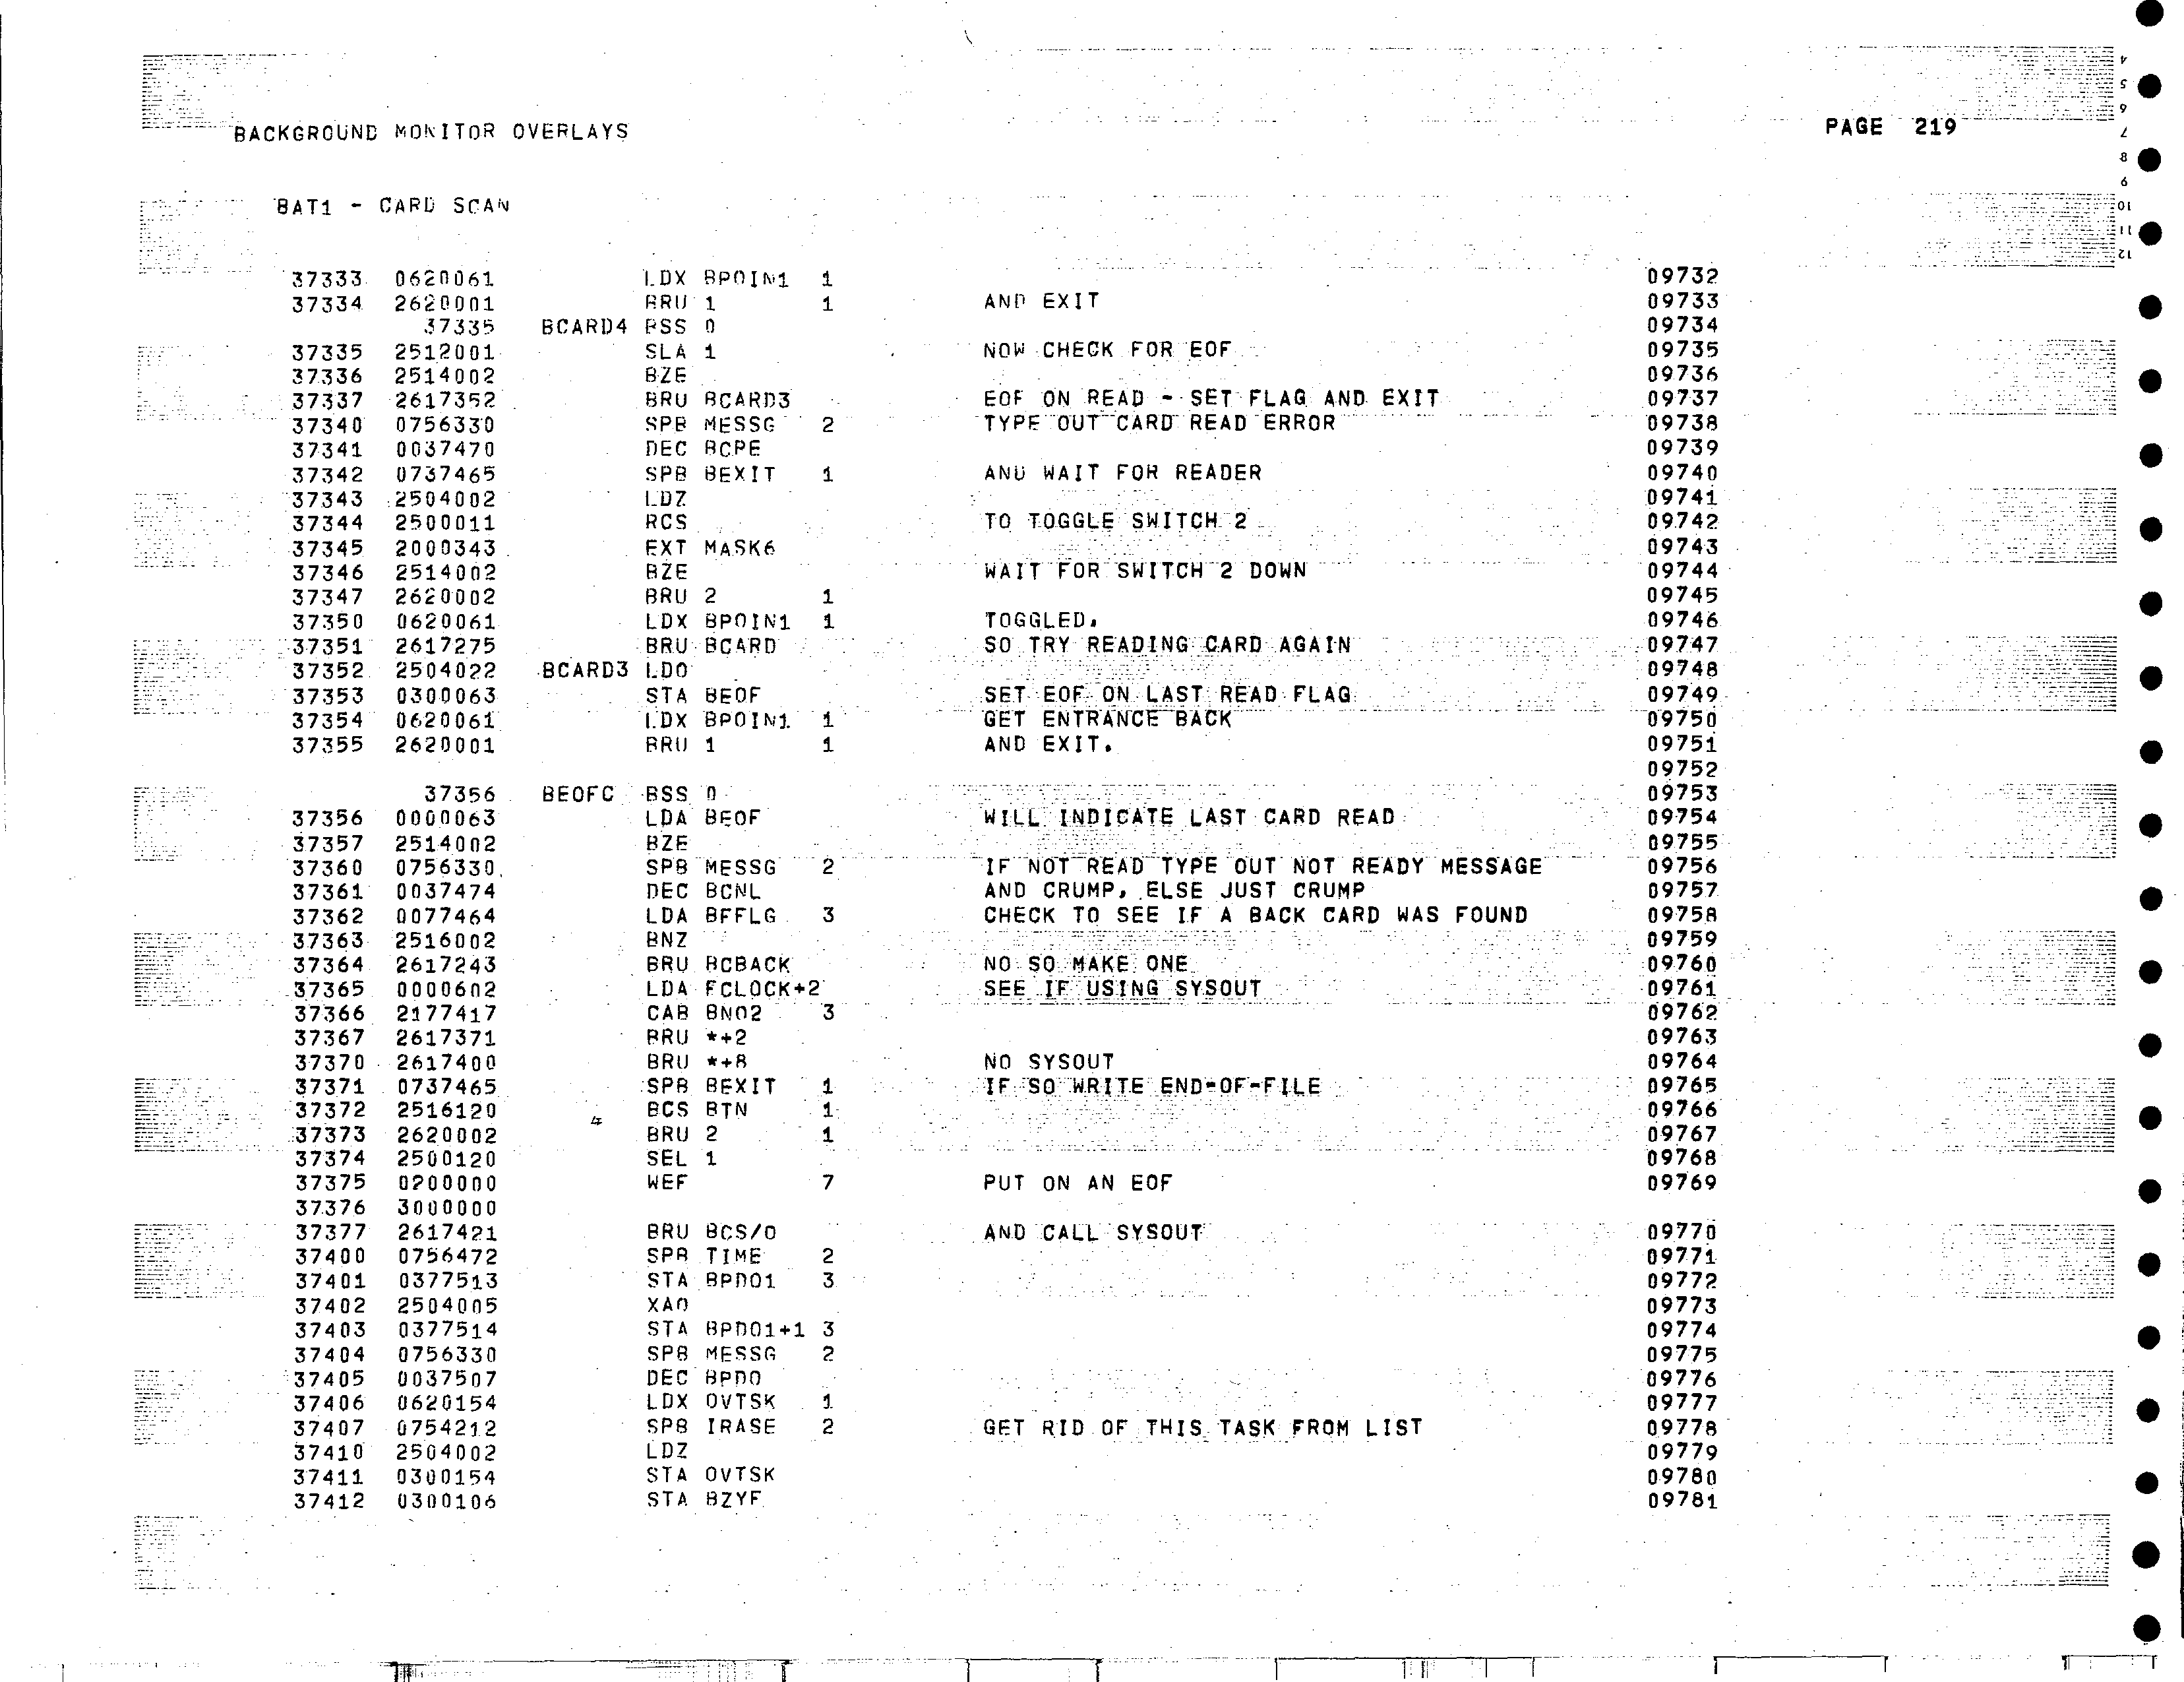 BACKGROUND MONITOR OVERLAYS PAGE 219
BAT1 - CARD SCAN
37333 0620061 LDX BPOIN1 1 09732
37334 2620001 BRU 1 1 AND EXIT 09733
37335 BCARD4 BSS 0 09734
37335 2512001 SLA 1 NOW CHECK FOR EOF 09735
37336 2514002 BZE 09736
37337 2617352 BRU BCARD3 EOF ON READ - SET FLAG AND EXIT 09737
37340 0756330 SPB MESSG 2 TYPE OUT CARD READ ERROR 09738
37341 0037470 DEC BCPE 09739
37342 0737465 SPB BEXIT 1 AND WAIT FOR READER 09740
37343 2504002 LDZ 09741
37344 2500011 RCS TO TOGGLE SWITCH 2 09742
37345 2000343 EXT MASK6 09743
37346 2514002 BZE WAIT FOR SWITCH 2 DOWN 09744
37347 2620002 BRU 2 1 09745
37350 0620061 LDX BPOIN1 1 TOGGLED. 09746
37351 2617275 BRU BCARD SO TRY READING CARD AGAIN 09747
37352 2504022 BCARD3 LDO 09748
37353 0300063 STA BEOF SET EOF ON LAST READ FLAG 09749
37354 0620061 LDX BPOIN1 1 GET ENTRANCE BACK 09750
37355 2620001 BRU 1 1 AND EXIT. 09751
09752
37356 BEOFC BSS 0 09753
37356 0000063 LDA BEOF WILL INDICATE LAST CARD READ 09754
37357 2514002 BZE 09755
37360 0756330 SPB MESSG 2 IF NOT READ TYPE OUT NOT READY MESSAGE 09756
37361 0037474 DEC BCNL AND CRUMP, ELSE JUST CRUMP 09757
37362 0077464 LDA BFFLG 3 CHECK TO SEE IF A BACK CARD WAS FOUND 09758
37363 2516002 BNZ 09759
37364 2617243 BRU BCBACK NO SO MAKE ONE 09760
37365 0000602 LDA FCLOCK+2 SEE IF USING SYSOUT 09761
37366 2177417 CAB BNO2 3 09762
37367 2617371 BRU *+2 09763
37370 2617400 BRU *+8 NO SYSOUT 09764
37371 0737465 SPB BEXIT 1 IF SO WRITE END-OF-FILE 09765
37372 2516120 BCS BTN 1 09766
37373 2620002 BRU 2 1 09767
37374 2500120 SEL 1 09768
37375 0200000 WEF 7 PUT ON AN EOF 09769
37376 3000000
37377 2617421 BRU BCS/O AND CALL SYSOUT 09770
37400 0756472 SPB TIME 2 09771
37401 0377513 STA BPDO1 3 09772
37402 2504005 XAQ 09773
37403 0377514 STA BPDO1+1 3 09774
37404 0756330 SPB MESSG 2 09775
37405 0037507 DEC BPDO 09776
37406 0620154 LDX OVTSK 1 09777
37407 0754212 SPB IRASE 2 GET RID OF THIS TASK FROM LIST 09778
37410 2504002 LDZ 09779
37411 0300154 STA OVTSK 09780
37412 0300106 STA BZYF 09781